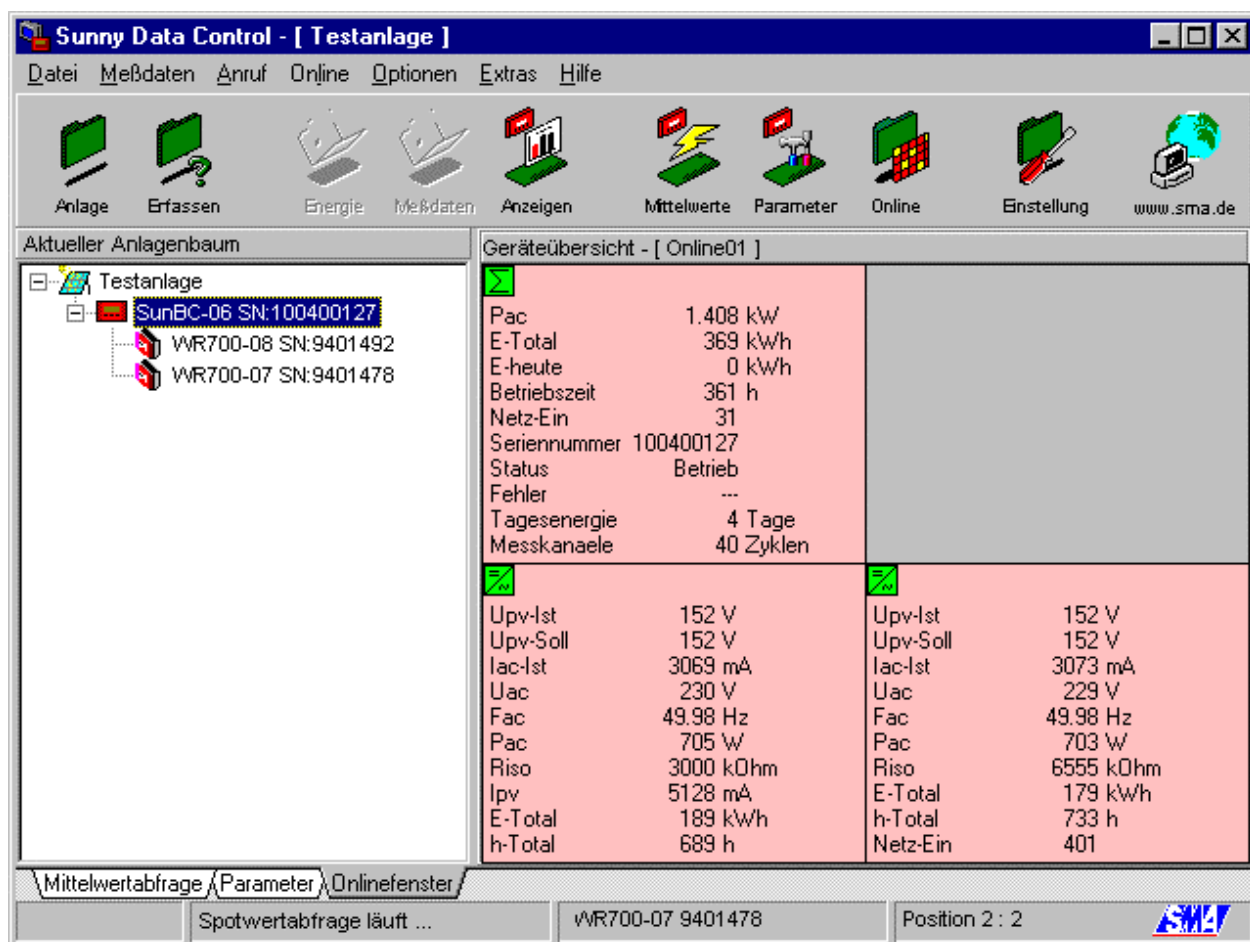 Sunny Data Control - [ Testanlage ]
Datei Meßdaten Anruf Online Optionen Extras Hilfe
Anlage Erfassen Energie Meßdaten Anzeigen Mittelwerte Parameter Online Einstellung www.sma.de
Aktueller Anlagenbaum
Testanlage
SunBC-06 SN:100400127
WR700-08 SN:9401492
WR700-07 SN:9401478
Geräteübersicht - [ Online01 ]
Σ
Pac 1.408 kW
E-Total 369 kWh
E-heute 0 kWh
Betriebszeit 361 h
Netz-Ein 31
Seriennummer 100400127
Status Betrieb
Fehler ---
Tagesenergie 4 Tage
Messkanaele 40 Zyklen
Upv-Ist 152 V
Upv-Soll 152 V
Iac-Ist 3069 mA
Uac 230 V
Fac 49.98 Hz
Pac 705 W
Riso 3000 kOhm
Ipv 5128 mA
E-Total 189 kWh
h-Total 689 h
Upv-Ist 152 V
Upv-Soll 152 V
Iac-Ist 3073 mA
Uac 229 V
Fac 49.98 Hz
Pac 703 W
Riso 6555 kOhm
E-Total 179 kWh
h-Total 733 h
Netz-Ein 401
Mittelwertabfrage Parameter Onlinefenster
Spotwertabfrage läuft ... WR700-07 9401478 Position 2 : 2 SMA